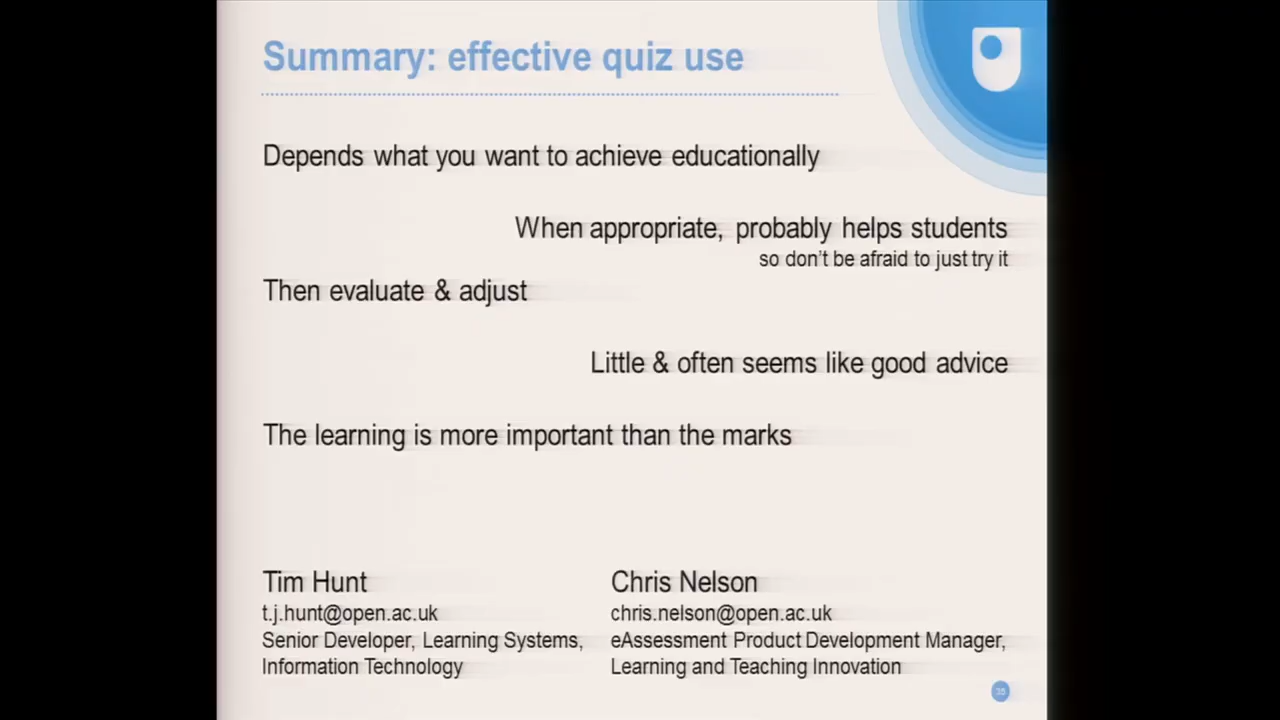 Summary: effective quiz use
Depends what you want to achieve educationally
When appropriate, probably helps students
so don't be afraid to just try it
Then evaluate & adjust
Little & often seems like good advice
The learning is more important than the marks
Tim Hunt
t.j.hunt@open.ac.uk
Senior Developer, Learning Systems,
Information Technology
Chris Nelson
chris.nelson@open.ac.uk
eAssessment Product Development Manager,
Learning and Teaching Innovation
35